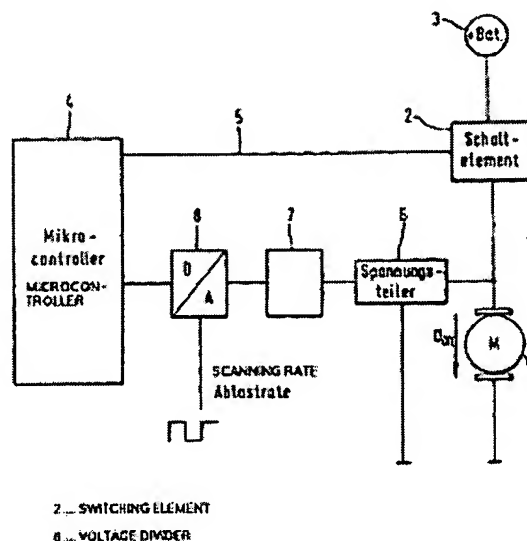 3
+Bat.
4
5
2
Schalt-
element
8
7
6
Mikro-
controller
MICROCON-
TROLLER
D
A
Spannungs-
teiler
M
SCANNING RATE
Abtastrate
2... SWITCHING ELEMENT
6... VOLTAGE DIVIDER